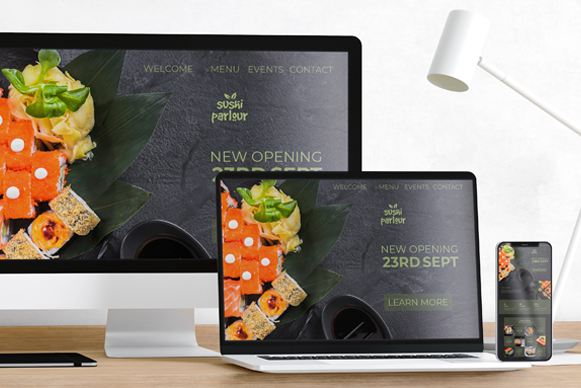 WELCOME MENU EVENTS CONTACT
sushi
parlour
NEW OPENING
23RD SEPT
WELCOME MENU EVENTS CONTACT
sushi
parlour
NEW OPENING
23RD SEPT
LEARN MORE